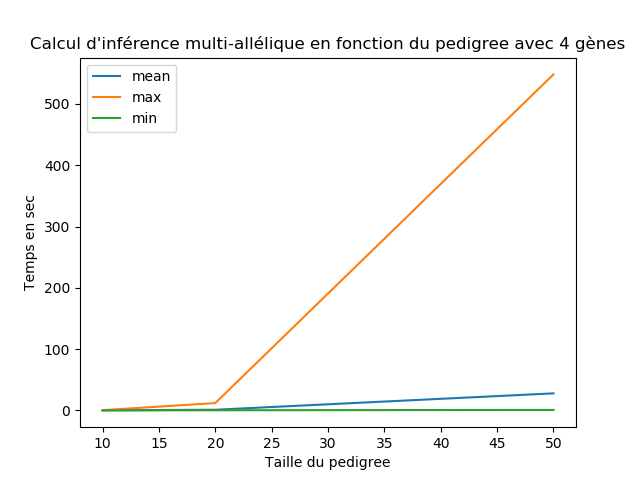 Calcul d'inférence multi-allélique en fonction du pedigree avec 4 gènes
mean
max
min
500
400
300
200
100
0
Temps en sec
10 15 20 25 30 35 40 45 50
Taille du pedigree